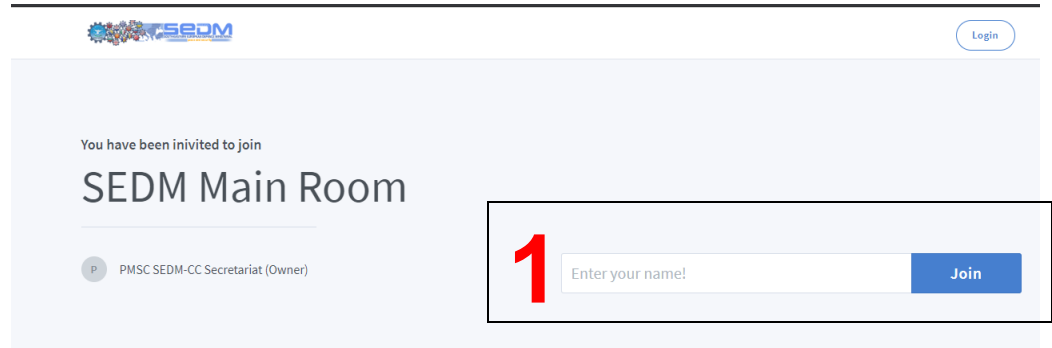 SEDM
Login
You have been inivited to join
SEDM Main Room
1
Enter your name!
Join
P
PMSC SEDM-CC Secretariat (Owner)